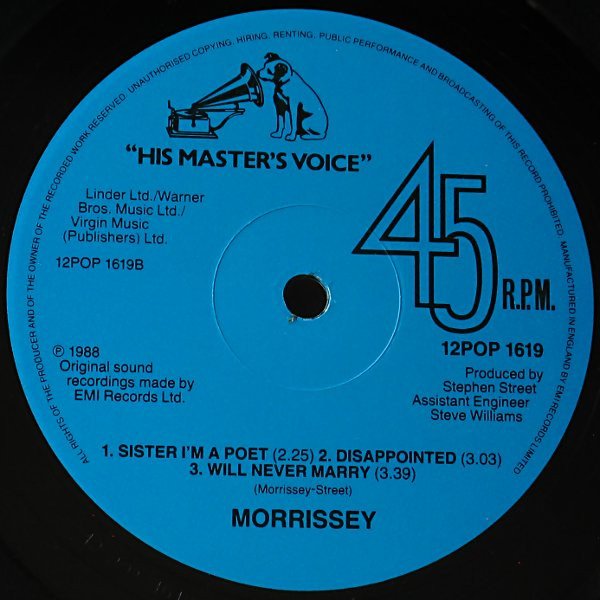 ALL RIGHTS OF THE PRODUCER AND OF THE OWNER OF THE RECORDED WORK RESERVED. UNAUTHORISED COPYING, HIRING, RENTING, PUBLIC PERFORMANCE AND BROADCASTING OF THIS RECORD PROHIBITED. MANUFACTURED IN ENGLAND BY EMI RECORDS LIMITED
"HIS MASTER'S VOICE"
Linder Ltd./Warner
Bros. Music Ltd./
Virgin Music
(Publishers) Ltd.
12POP 1619B
45 R.P.M.
12POP 1619
℗ 1988
Original sound
recordings made by
EMI Records Ltd.
Produced by
Stephen Street
Assistant Engineer
Steve Williams
1. SISTER I'M A POET (2.25) 2. DISAPPOINTED (3.03)
3. WILL NEVER MARRY (3.39)
(Morrissey-Street)
MORRISSEY